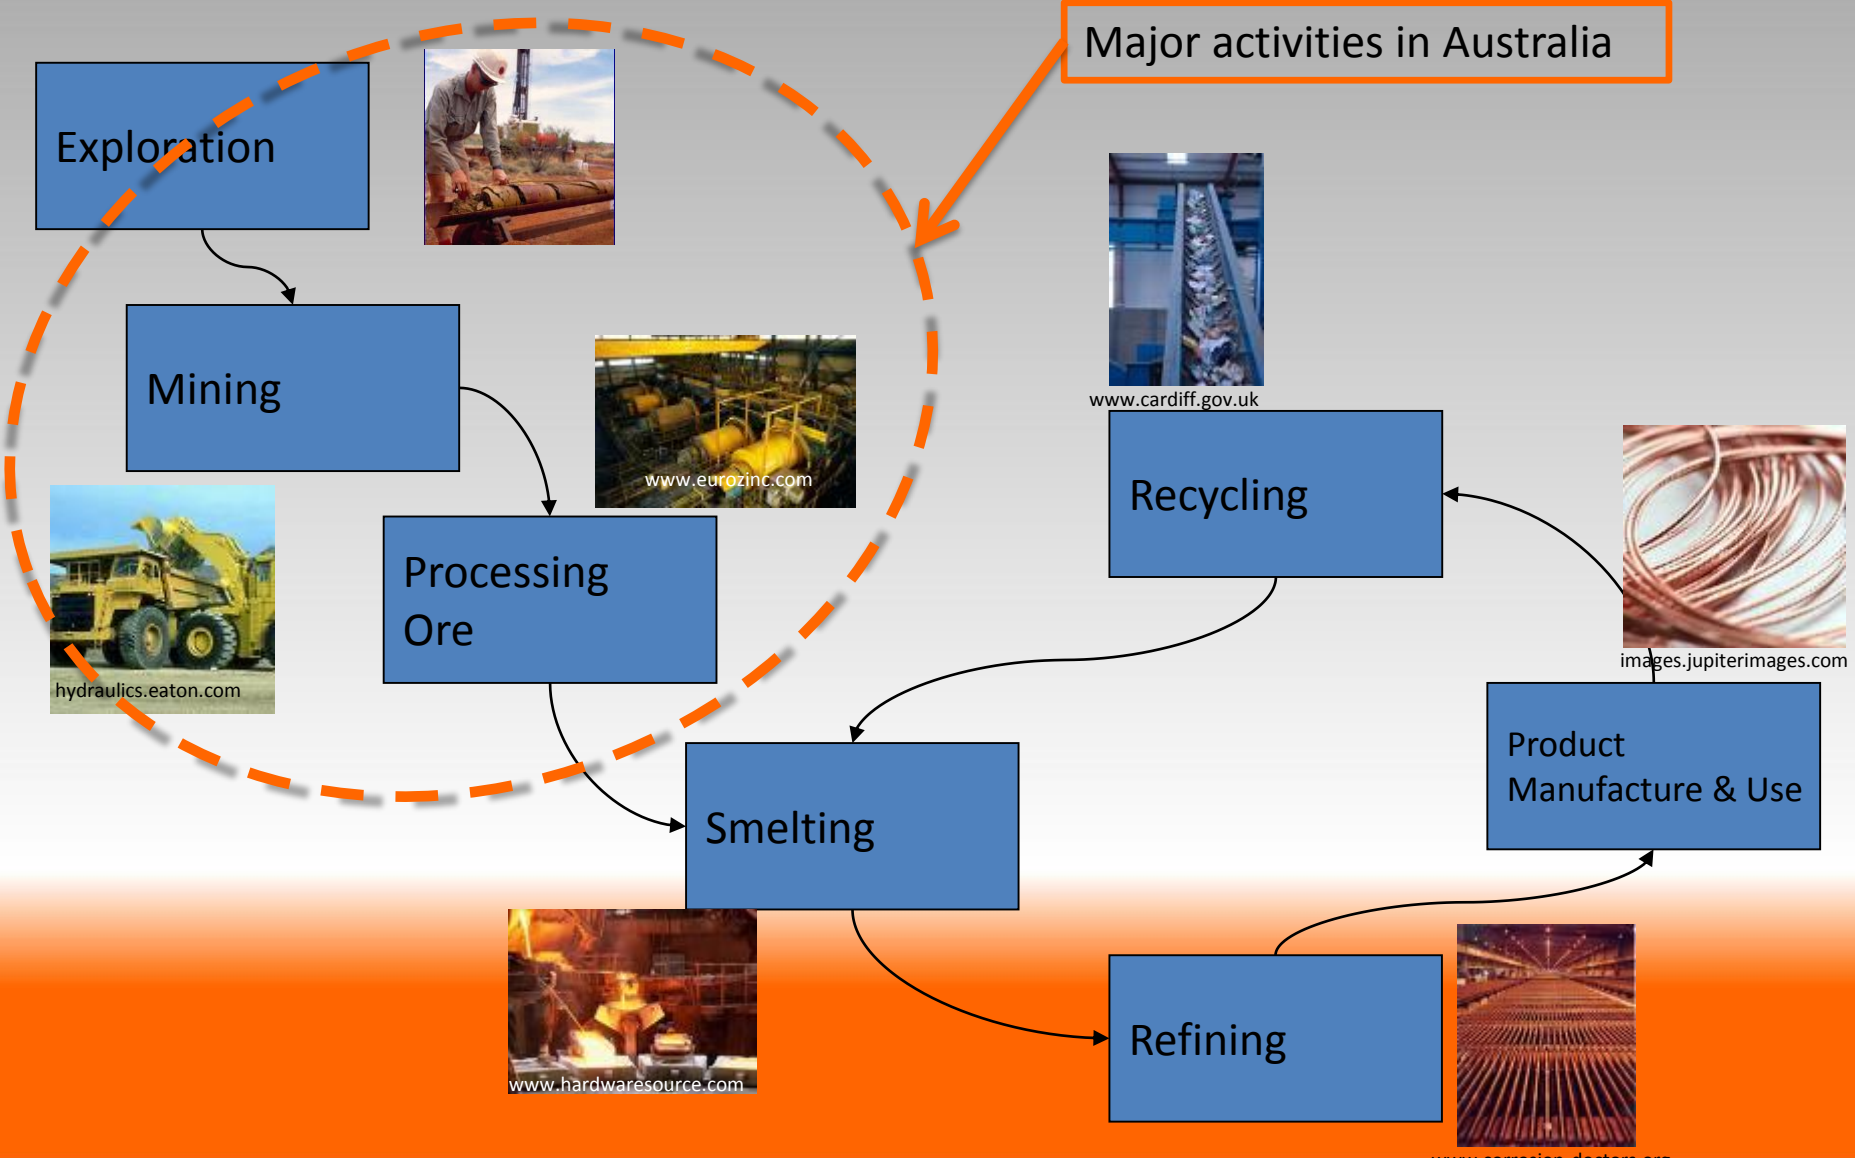 Major activities in Australia
Exploration
Mining
www.eurozinc.com
www.cardiff.gov.uk
Recycling
Processing
Ore
hydraulics.eaton.com
images.jupiterimages.com
Product
Manufacture & Use
Smelting
www.hardwaresource.com
Refining